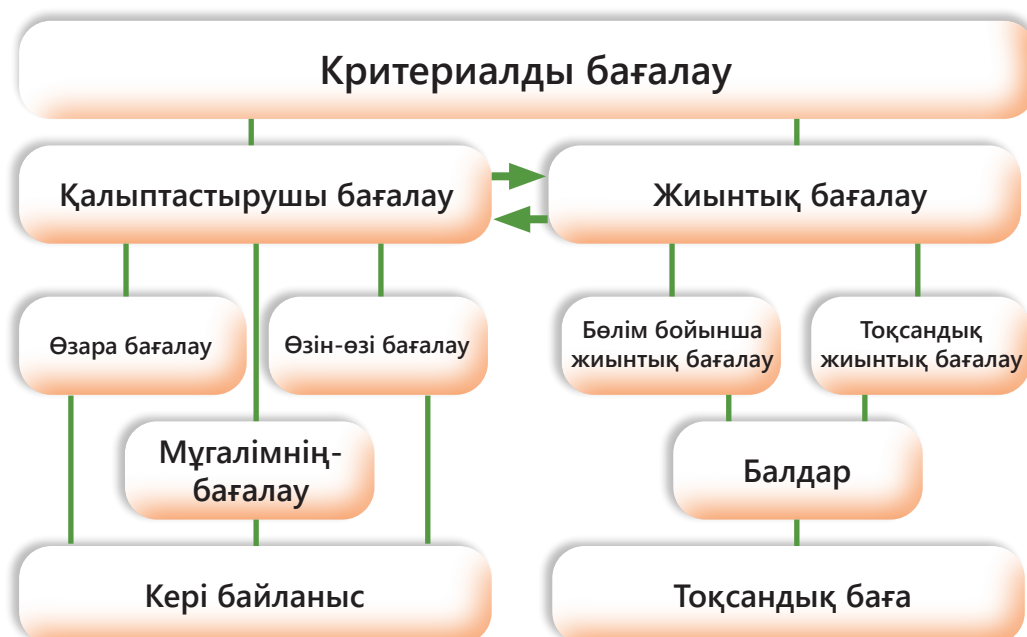 Критериалды бағалау
Қалыптастырушы бағалау
Жиынтық бағалау
Өзара бағалау
Өзін-өзі бағалау
Бөлім бойынша
жиынтық бағалау
Тоқсандық
жиынтық бағалау
Мұгалімнің-
бағалау
Балдар
Кері байланыс
Тоқсандық баға